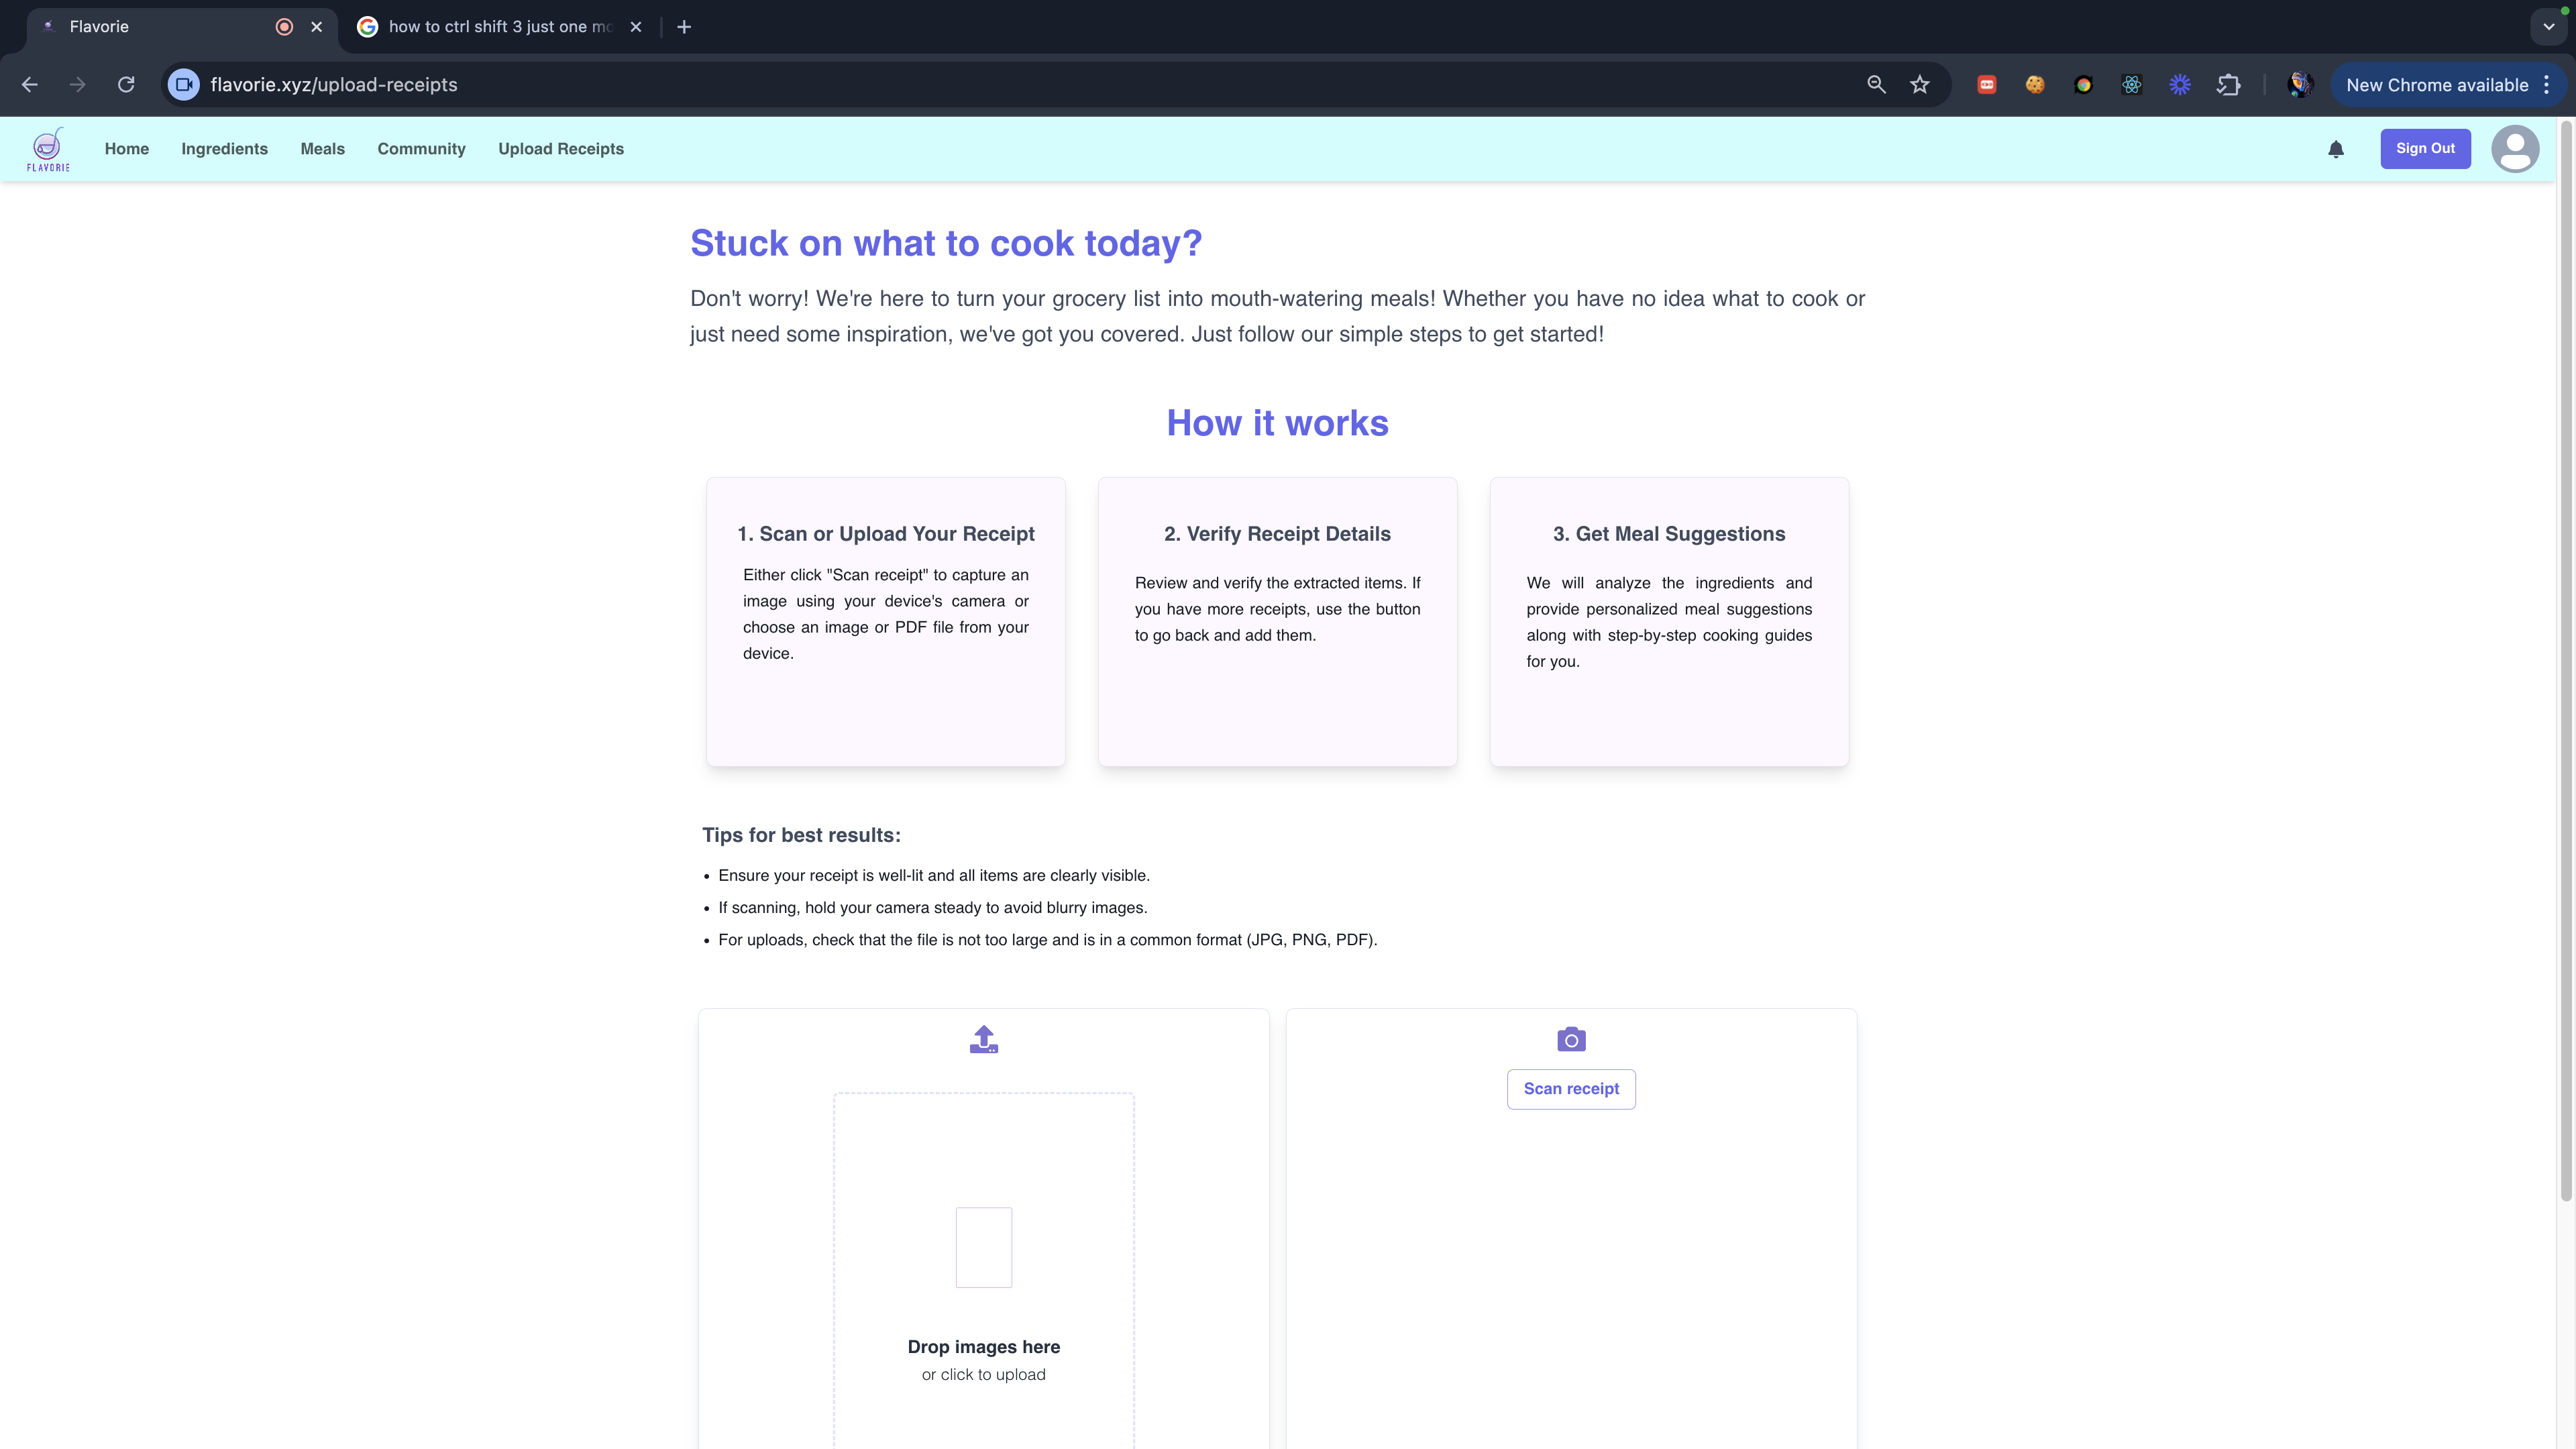 Flavorie
how to ctrl shift 3 just one mo
flavorie.xyz/upload-receipts
New Chrome available
FLAVORIE
Home
Ingredients
Meals
Community
Upload Receipts
Sign Out
Stuck on what to cook today?
Don't worry! We're here to turn your grocery list into mouth-watering meals! Whether you have no idea what to cook or
just need some inspiration, we've got you covered. Just follow our simple steps to get started!
How it works
1. Scan or Upload Your Receipt
Either click "Scan receipt" to capture an
image using your device's camera or
choose an image or PDF file from your
device.
2. Verify Receipt Details
Review and verify the extracted items. If
you have more receipts, use the button
to go back and add them.
3. Get Meal Suggestions
We will analyze the ingredients and
provide personalized meal suggestions
along with step-by-step cooking guides
for you.
Tips for best results:
• Ensure your receipt is well-lit and all items are clearly visible.
• If scanning, hold your camera steady to avoid blurry images.
• For uploads, check that the file is not too large and is in a common format (JPG, PNG, PDF).
Drop images here
or click to upload
Scan receipt